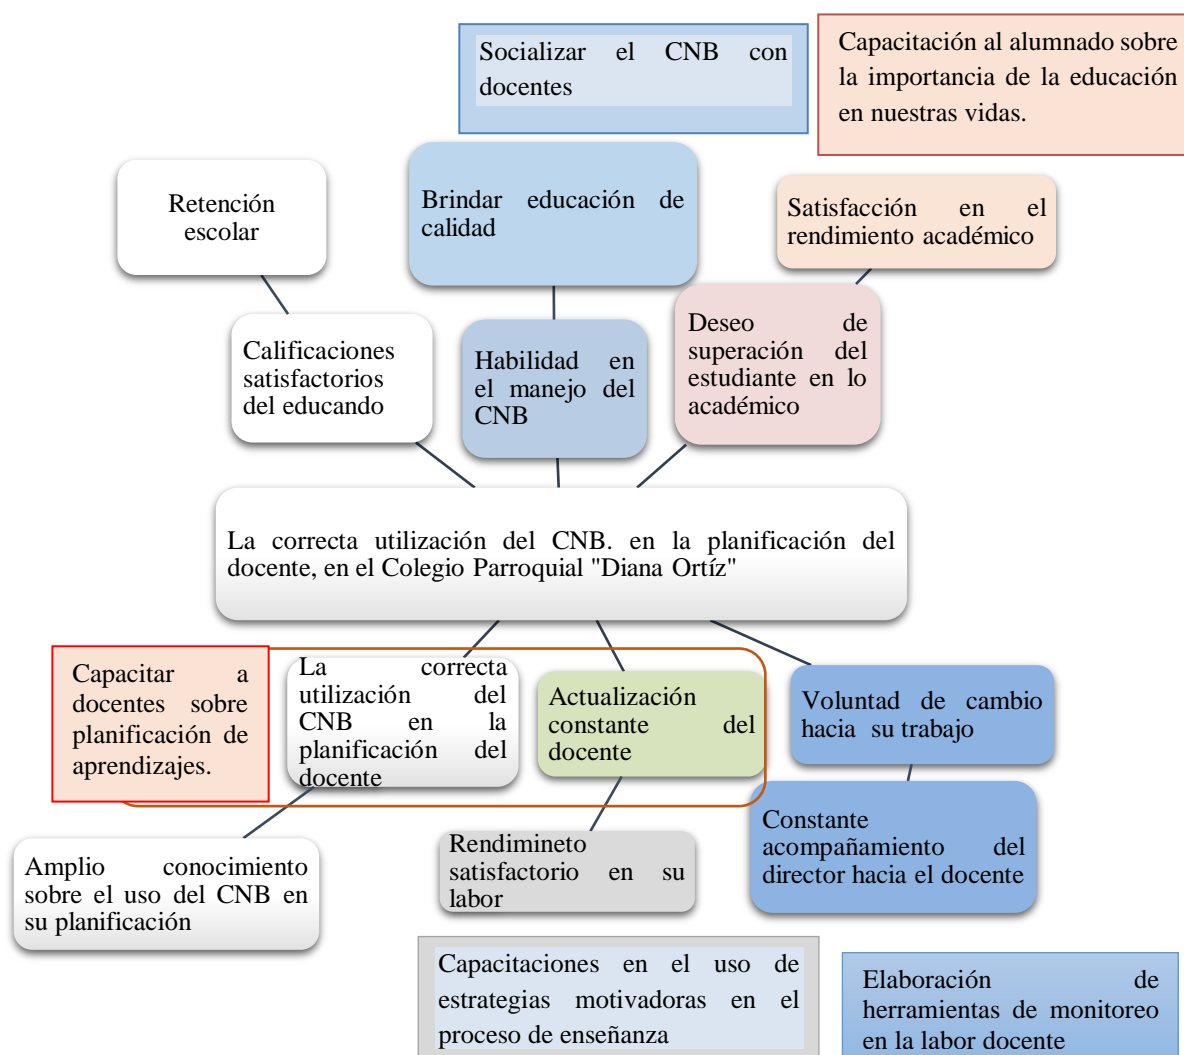 Socializar el CNB con
docentes
Capacitación al alumnado sobre
la importancia de la educación
en nuestras vidas.
Retención
escolar
Brindar educación de
calidad
Satisfacción en el
rendimiento académico
Calificaciones
satisfactorios
del educando
Habilidad en
el manejo del
CNB
Deseo de
superación del
estudiante en lo
académico
La correcta utilización del CNB. en la planificación del
docente, en el Colegio Parroquial "Diana Ortíz"
Capacitar a
docentes sobre
planificación de
aprendizajes.
La correcta
utilización del
CNB en la
planificación del
docente
Actualización
constante del
docente
Voluntad de cambio
hacia su trabajo
Amplio conocimiento
sobre el uso del CNB en
su planificación
Rendimineto
satisfactorio en su
labor
Constante
acompañamiento del
director hacia el docente
Capacitaciones en el uso de
estrategias motivadoras en el
proceso de enseñanza
Elaboración de
herramientas de monitoreo
en la labor docente